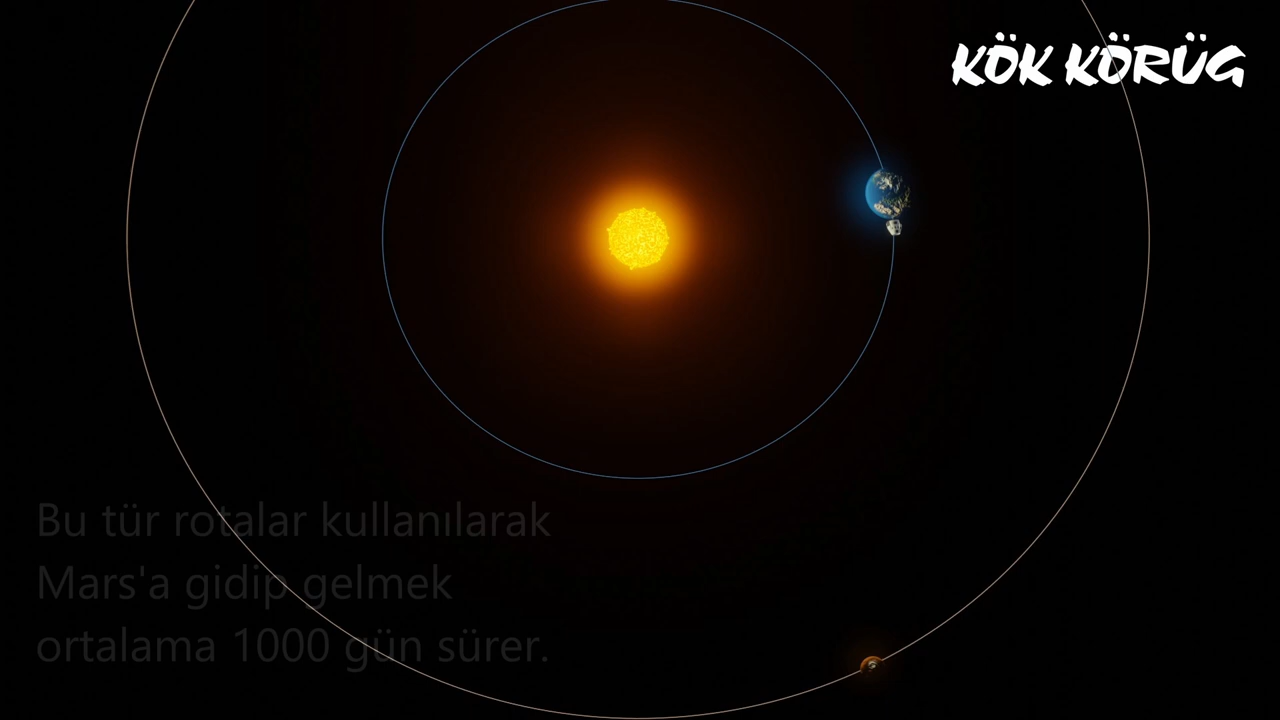 KÖK KÖRÜG
Bu tür rotalar kullanılarak
Mars'a gidip gelmek
ortalama 1000 gün sürer.